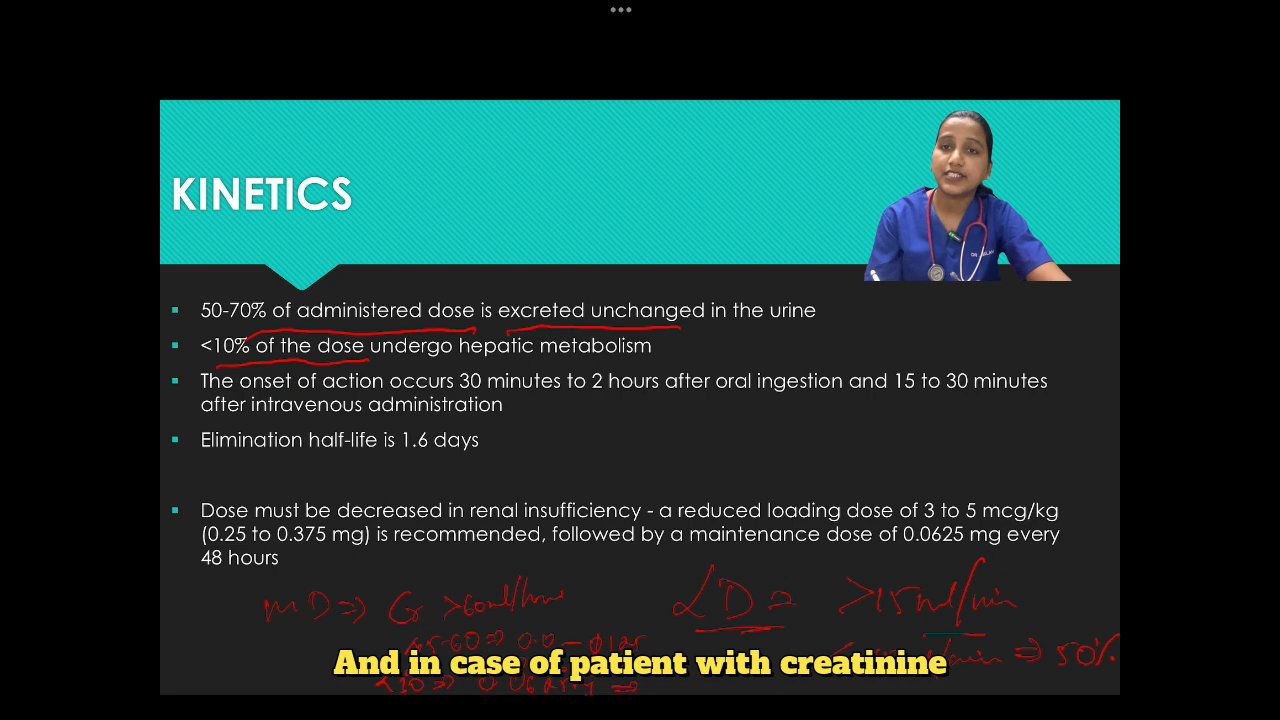 KINETICS
50-70% of administered dose is excreted unchanged in the urine
<10% of the dose undergo hepatic metabolism
The onset of action occurs 30 minutes to 2 hours after oral ingestion and 15 to 30 minutes
after intravenous administration
Elimination half-life is 1.6 days
Dose must be decreased in renal insufficiency - a reduced loading dose of 3 to 5 mcg/kg
(0.25 to 0.375 mg) is recommended, followed by a maintenance dose of 0.0625 mg every
48 hours
MD ⇒
LD ⇒ >15ml/min
⇒ 50%
And in case of patient with creatinine